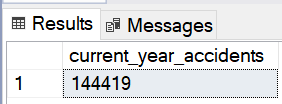 Results Messages
current_year_accidents
1 144419